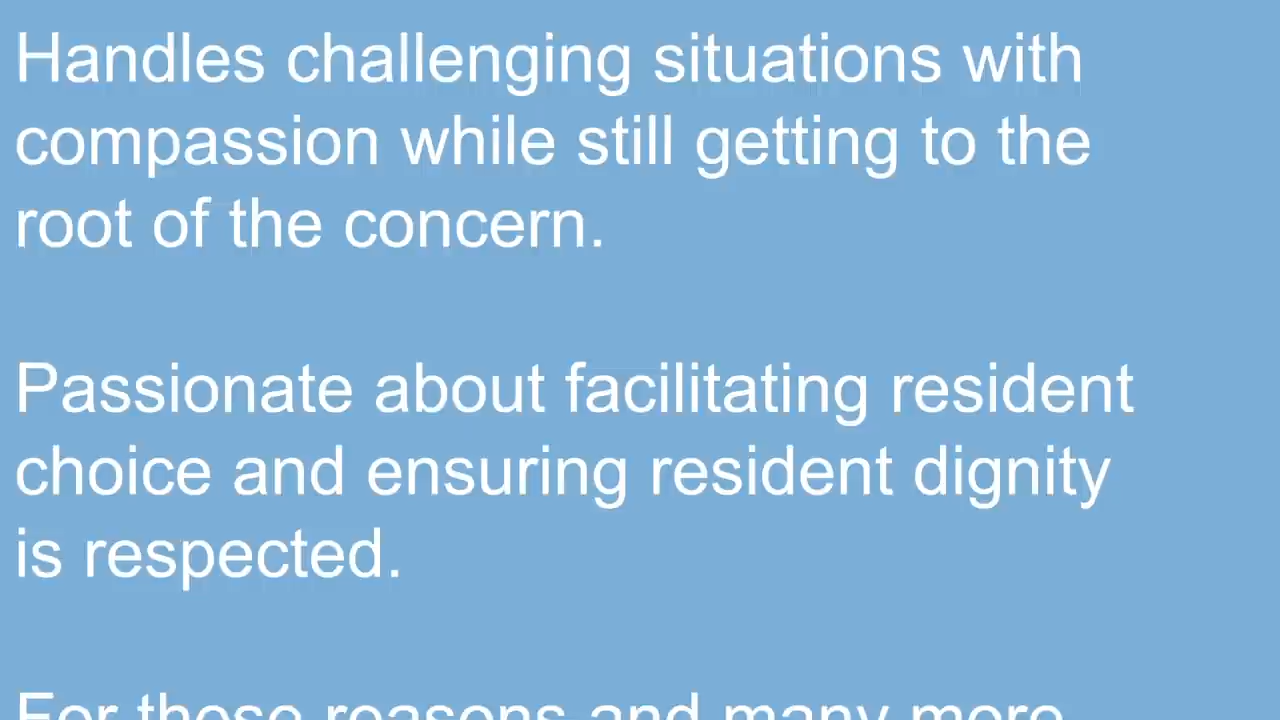 Handles challenging situations with
compassion while still getting to the
root of the concern.
Passionate about facilitating resident
choice and ensuring resident dignity
is respected.
For these reasons and many more